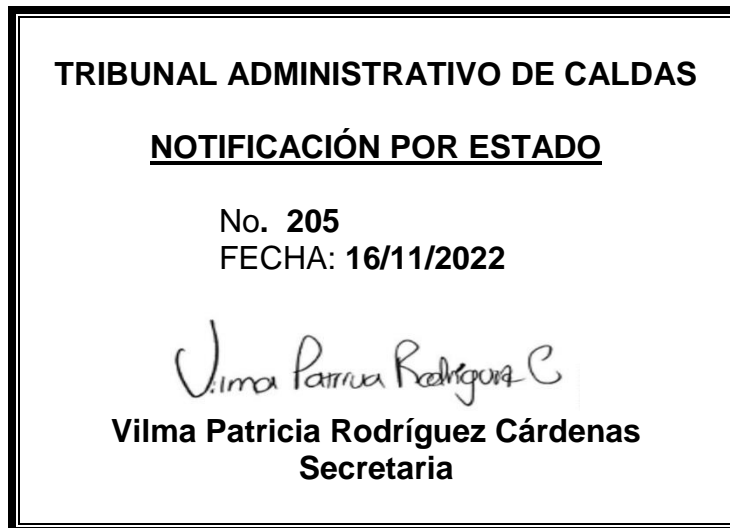 TRIBUNAL ADMINISTRATIVO DE CALDAS
NOTIFICACIÓN POR ESTADO
No. 205
FECHA: 16/11/2022
Vilma Patricia Rodríguez C
Vilma Patricia Rodríguez Cárdenas
Secretaria